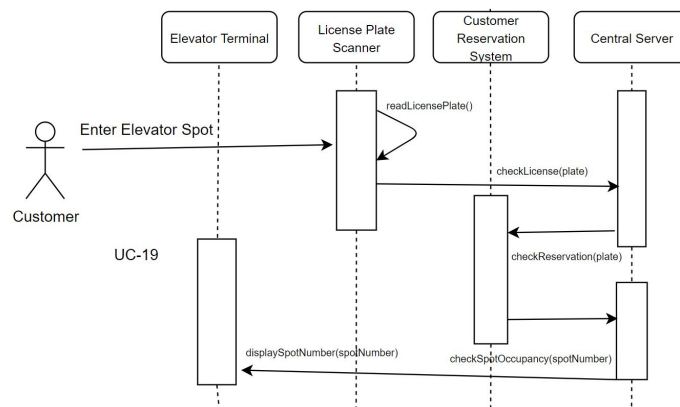 Elevator Terminal
License Plate
Scanner
Customer
Reservation
System
Central Server
readLicensePlate()
Enter Elevator Spot
checkLicense(plate)
Customer
UC-19
checkReservation(plate)
displaySpotNumber(spotNumber)
checkSpotOccupancy(spotNumber)